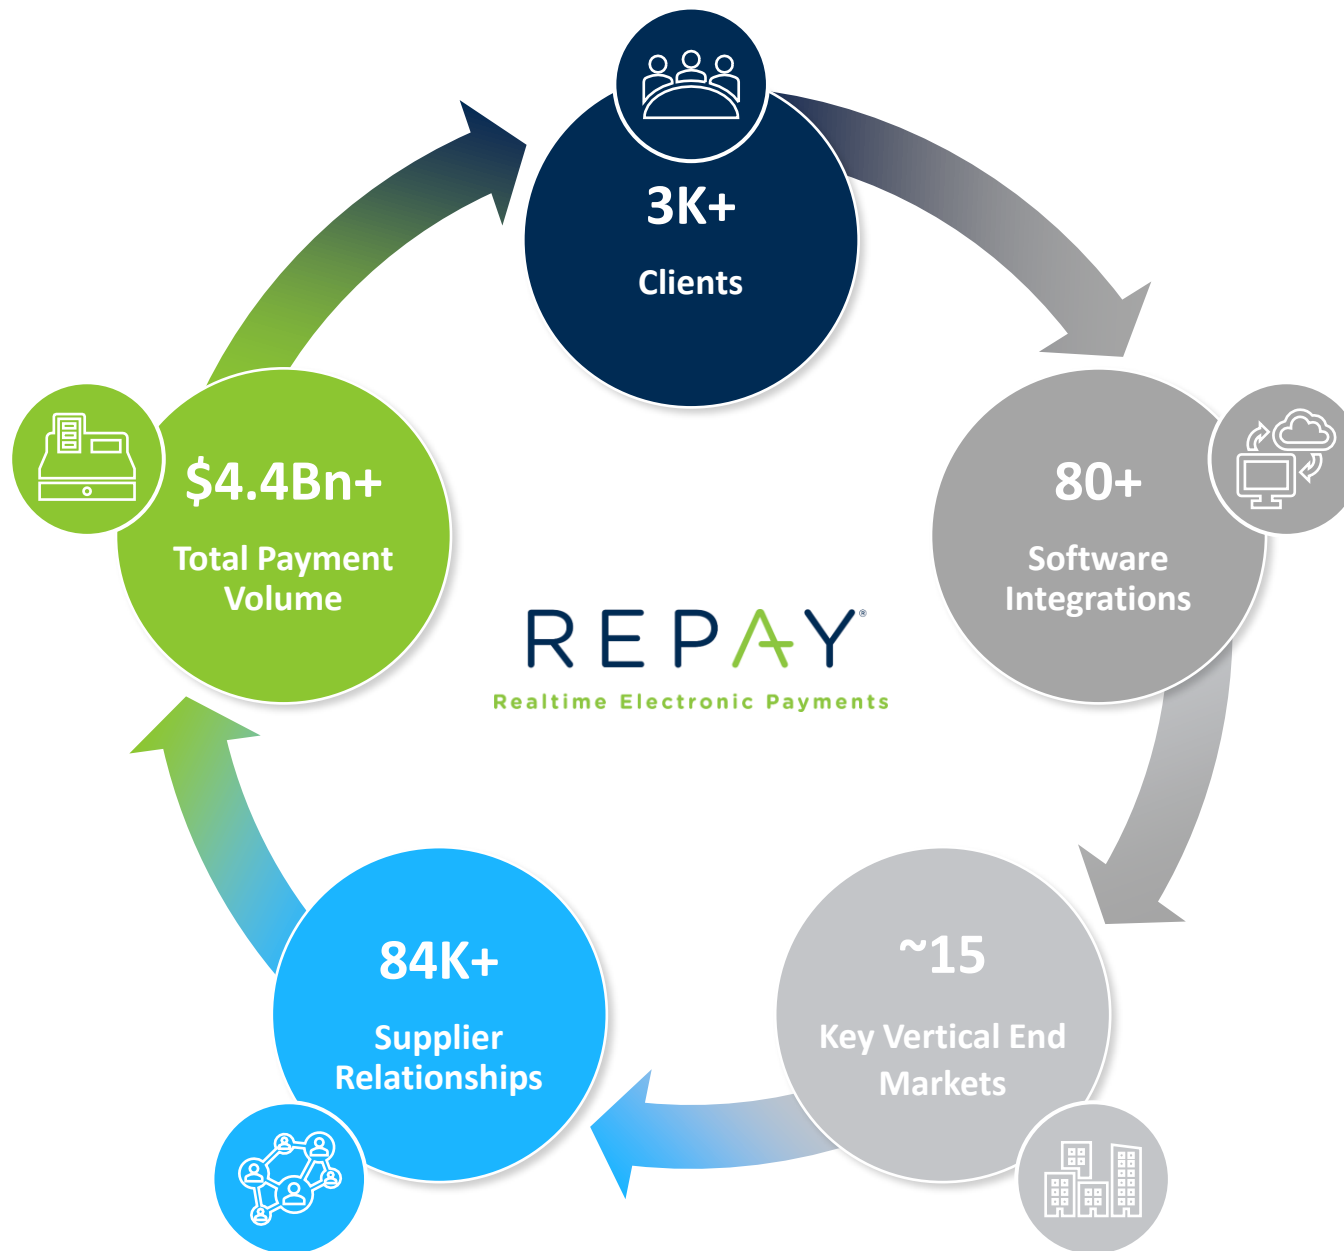 3K+
Clients
80+
Software
Integrations
~15
Key Vertical End
Markets
84K+
Supplier
Relationships
$4.4Bn+
Total Payment
Volume
REPAY®
Realtime Electronic Payments